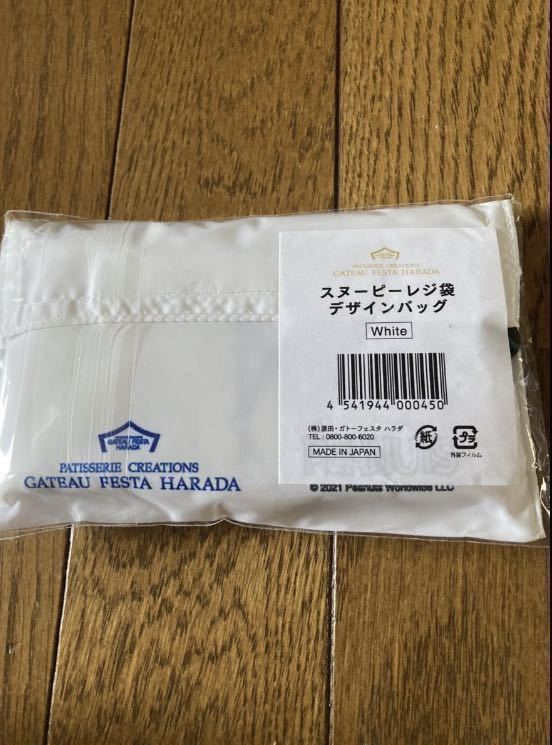 PATISSERIE CREATIONS
GATEAU FESTA HARADA
スヌーピーレジ袋
デザインバッグ
White
4 541944 000450
(株)原田・ガトーフェスタ ハラダ
TEL : 0800-800-6020
MADE IN JAPAN
紙
プラ
外装フィルム
GATEAU FESTA
HARADA
PATISSERIE CREATIONS
GATEAU FESTA HARADA
© 2021 Peanuts Worldwide LLC